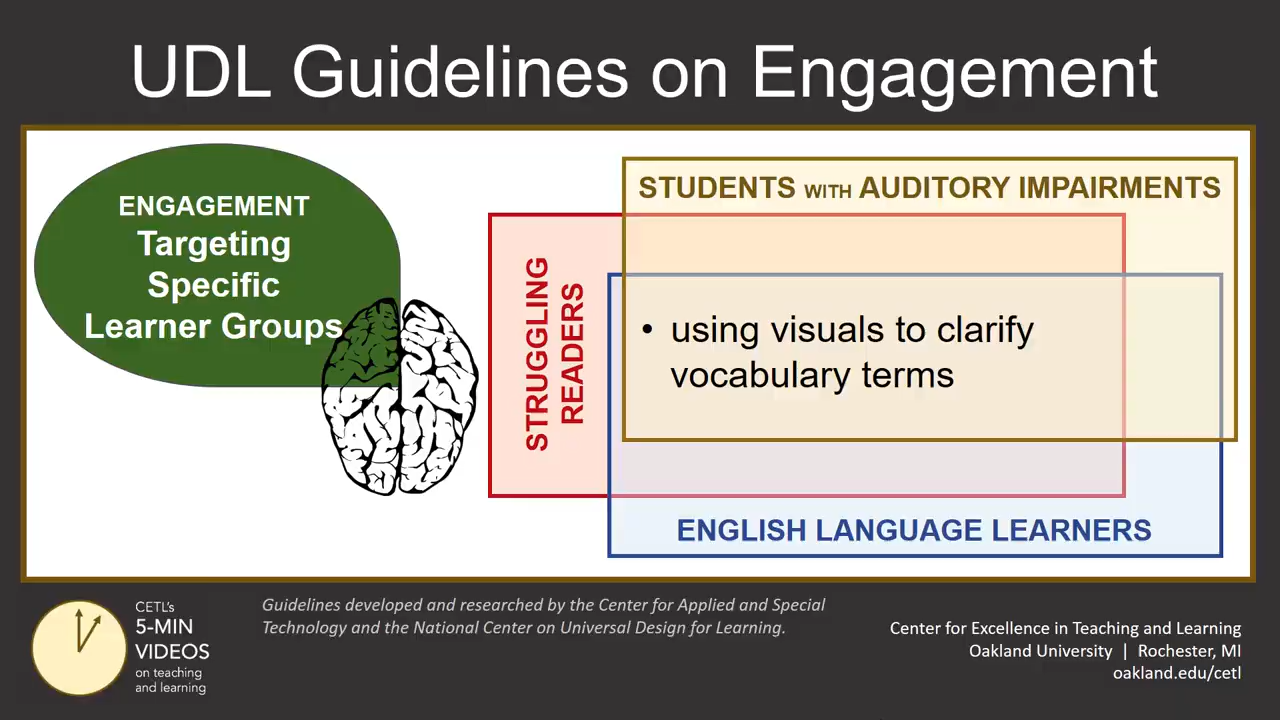 UDL Guidelines on Engagement
ENGAGEMENT
Targeting
Specific
Learner Groups
STUDENTS WITH AUDITORY IMPAIRMENTS
STRUGGLING
READERS
• using visuals to clarify
vocabulary terms
ENGLISH LANGUAGE LEARNERS
CETL's
5-MIN
VIDEOS
on teaching
and learning
Guidelines developed and researched by the Center for Applied and Special
Technology and the National Center on Universal Design for Learning.
Center for Excellence in Teaching and Learning
Oakland University | Rochester, MI
oakland.edu/cetl